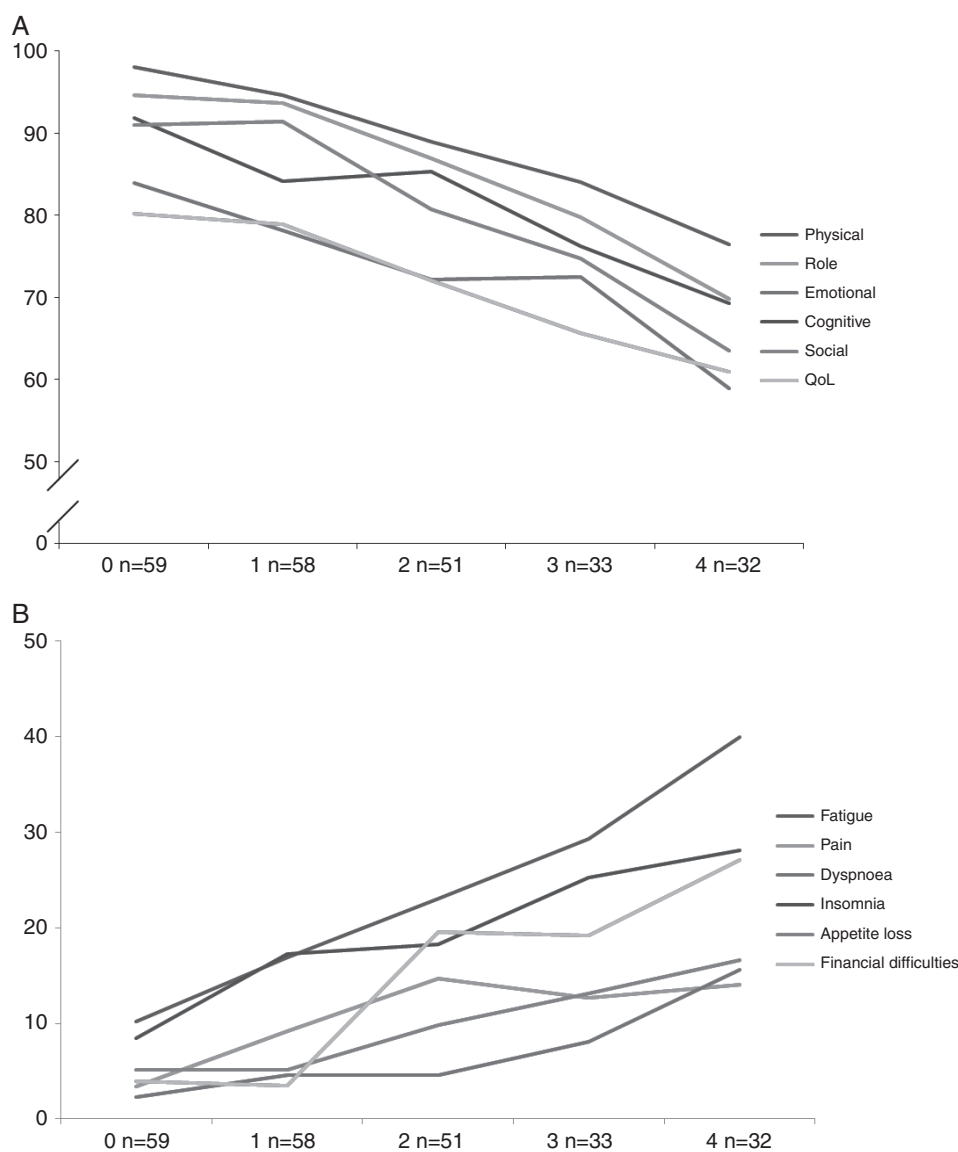 A
100
90
80
70
60
50
0
Physical
Role
Emotional
Cognitive
Social
QoL
0 n=59 1 n=58 2 n=51 3 n=33 4 n=32
B
50
40
30
20
10
0
Fatigue
Pain
Dyspnoea
Insomnia
Appetite loss
Financial difficulties
0 n=59 1 n=58 2 n=51 3 n=33 4 n=32